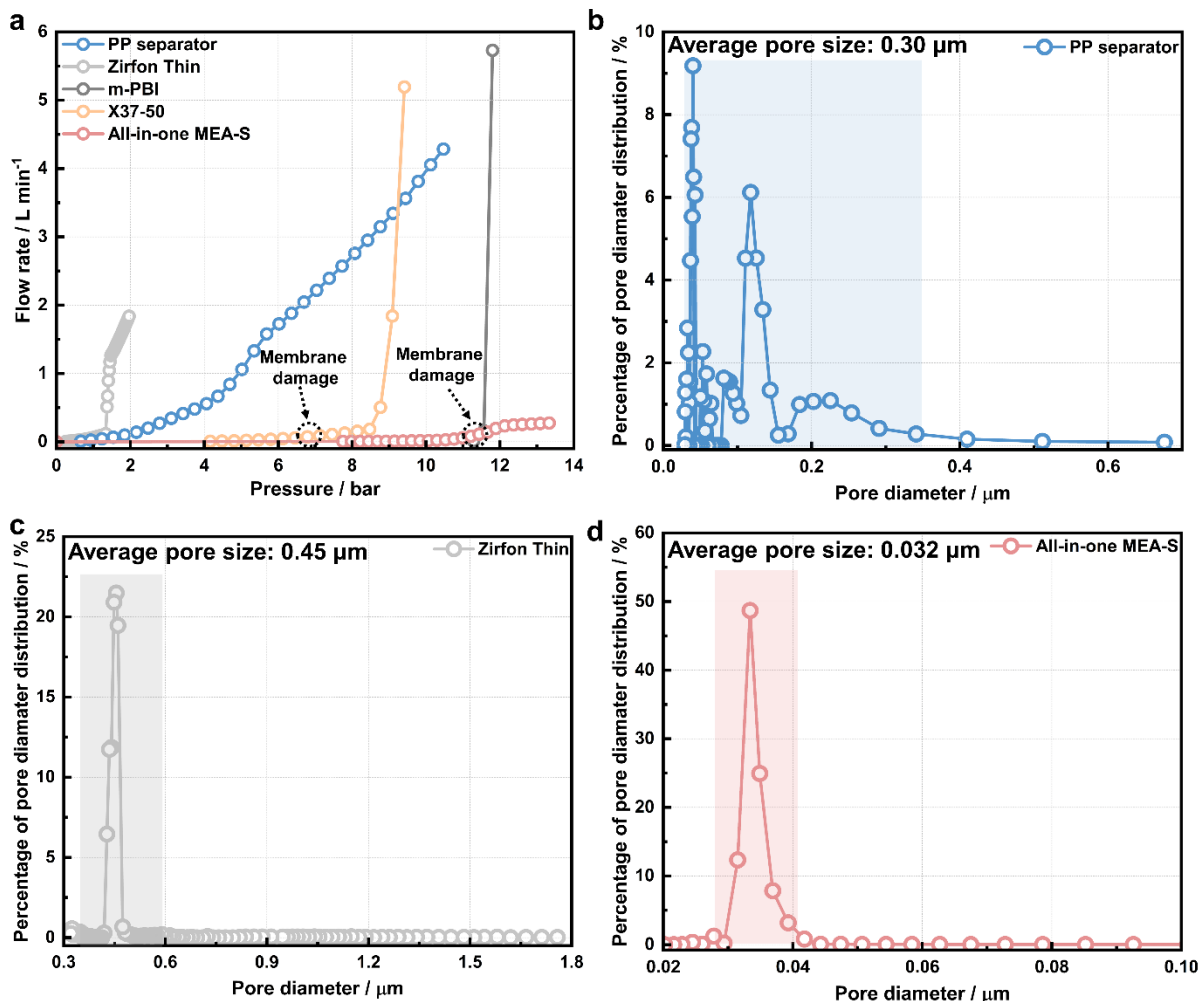 a
PP separator
Zirfon Thin
m-PBI
X37-50
All-in-one MEA-S
Membrane
damage
Membrane
damage
Flow rate / L min⁻¹
6
5
4
3
2
1
0
0 2 4 6 8 10 12 14
Pressure / bar
b
Average pore size: 0.30 μm
PP separator
Percentage of pore diamater distribution / %
10
8
6
4
2
0
0.0 0.2 0.4 0.6
Pore diameter / μm
c
Average pore size: 0.45 μm
Zirfon Thin
Percentage of pore diamater distribution / %
25
20
15
10
5
0
0.3 0.6 0.9 1.2 1.5 1.8
Pore diameter / μm
d
Average pore size: 0.032 μm
All-in-one MEA-S
Percentage of pore diamater distribution / %
60
50
40
30
20
10
0
0.02 0.04 0.06 0.08 0.10
Pore diameter / μm